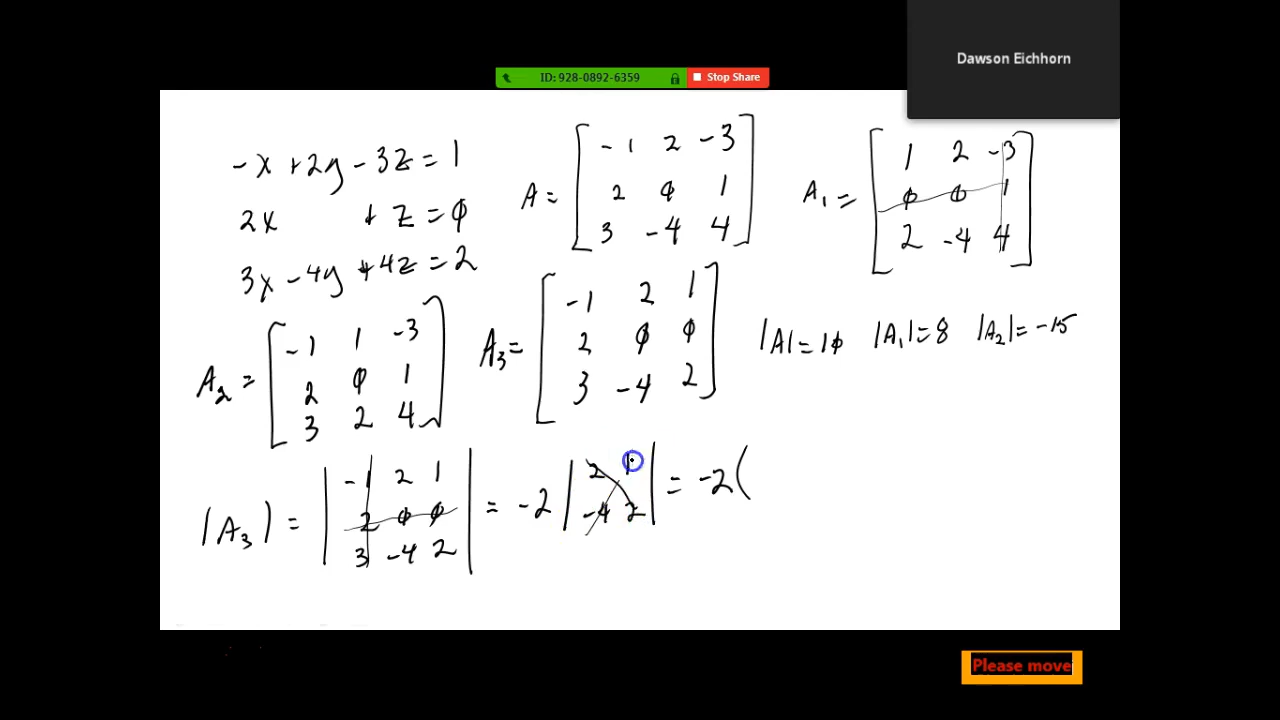 Dawson Eichhorn
ID: 928-0892-6359 Stop Share
-x + 2y - 3z = 1
2x + z = 0
3x - 4y + 4z = 2
A = [ -1 2 -3
2 0 1
3 -4 4 ]
A₁ = [ 1 2 -3
0 0 1
2 -4 4 ]
A₂ = [ -1 1 -3
2 0 1
3 2 4 ]
A₃ = [ -1 2 1
2 0 0
3 -4 2 ]
|A| = 10 |A₁| = 8 |A₂| = -15
|A₃| = | -1 2 1
2 0 0
3 -4 2 | = -2 | 2 1
-4 2 | = -2(
Please move